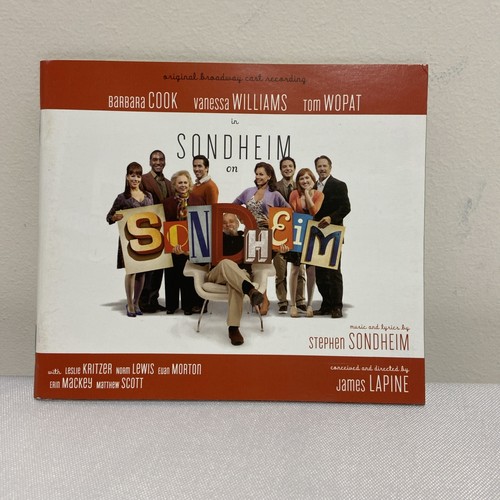 original broadway cast recording
BARBARA COOK VANESSA WILLIAMS TOM WOPAT
in
SONDHEIM
on
SONDHEIM
music and lyrics by
STEPHEN SONDHEIM
with LESLIE KRITZER NORM LEWIS EUAN MORTON
ERIN MACKEY MATTHEW SCOTT
conceived and directed by
JAMES LAPINE